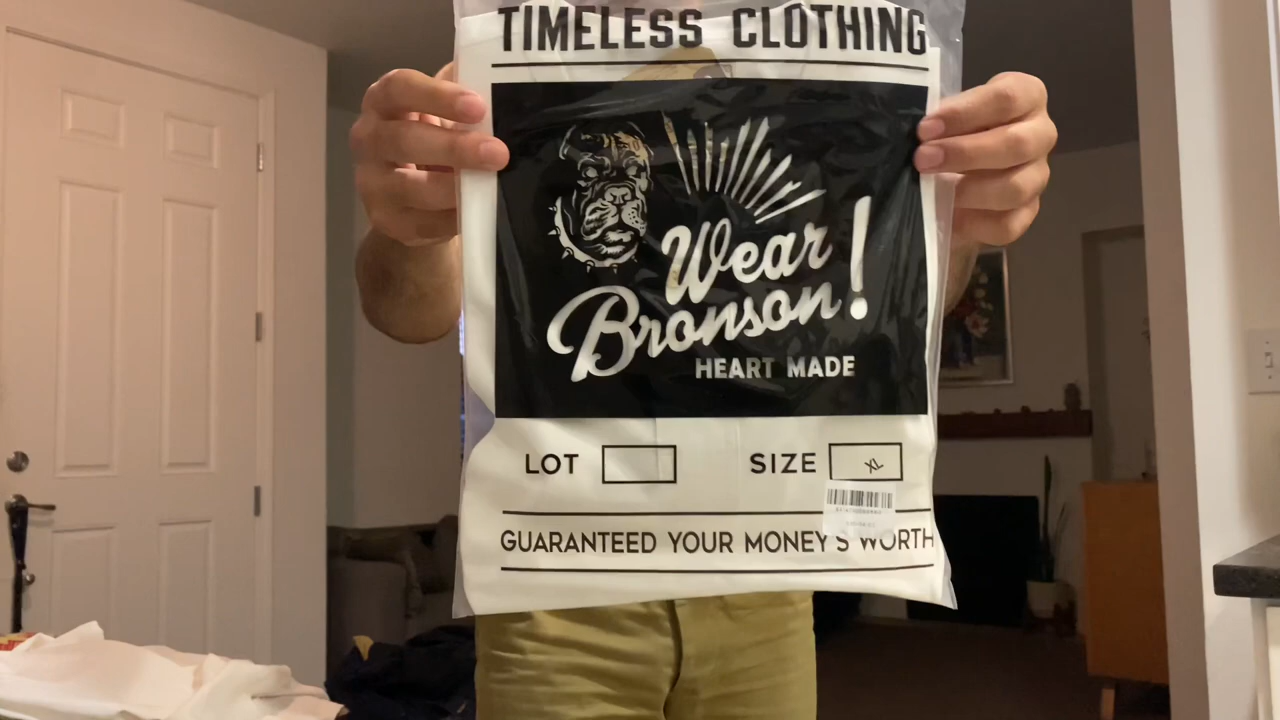 TIMELESS CLOTHING
Wear
Bronson!
HEART MADE
LOT
SIZE XL
GUARANTEED YOUR MONEY'S WORTH